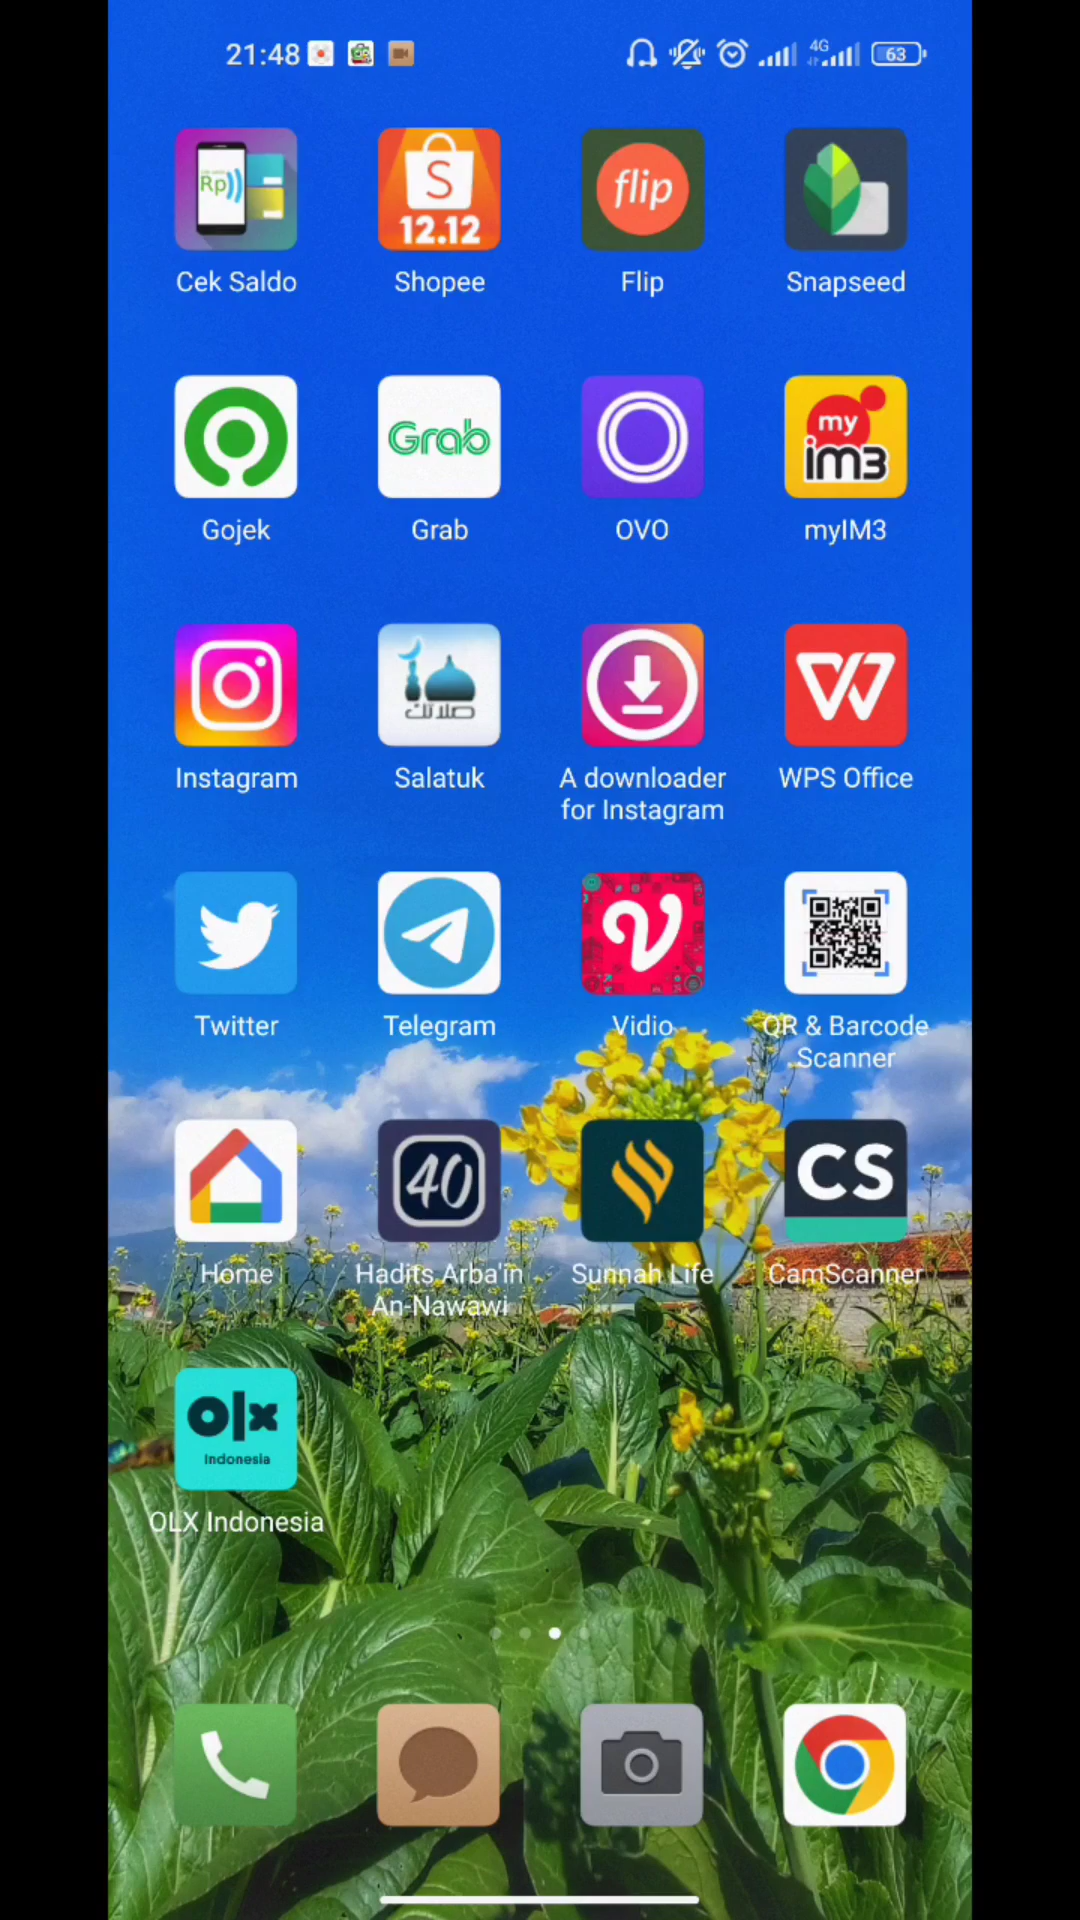 21:48
4G
63
Rp
S
12.12
flip
Cek Saldo
Shopee
Flip
Snapseed
Grab
my
im3
Gojek
Grab
OVO
myIM3
صلاتك
Instagram
Salatuk
A downloader
for Instagram
WPS Office
Twitter
Telegram
Vidio
QR & Barcode
Scanner
40
CS
Home
Hadits Arba'in
An-Nawawi
Sunnah Life
CamScanner
olx
Indonesia
OLX Indonesia